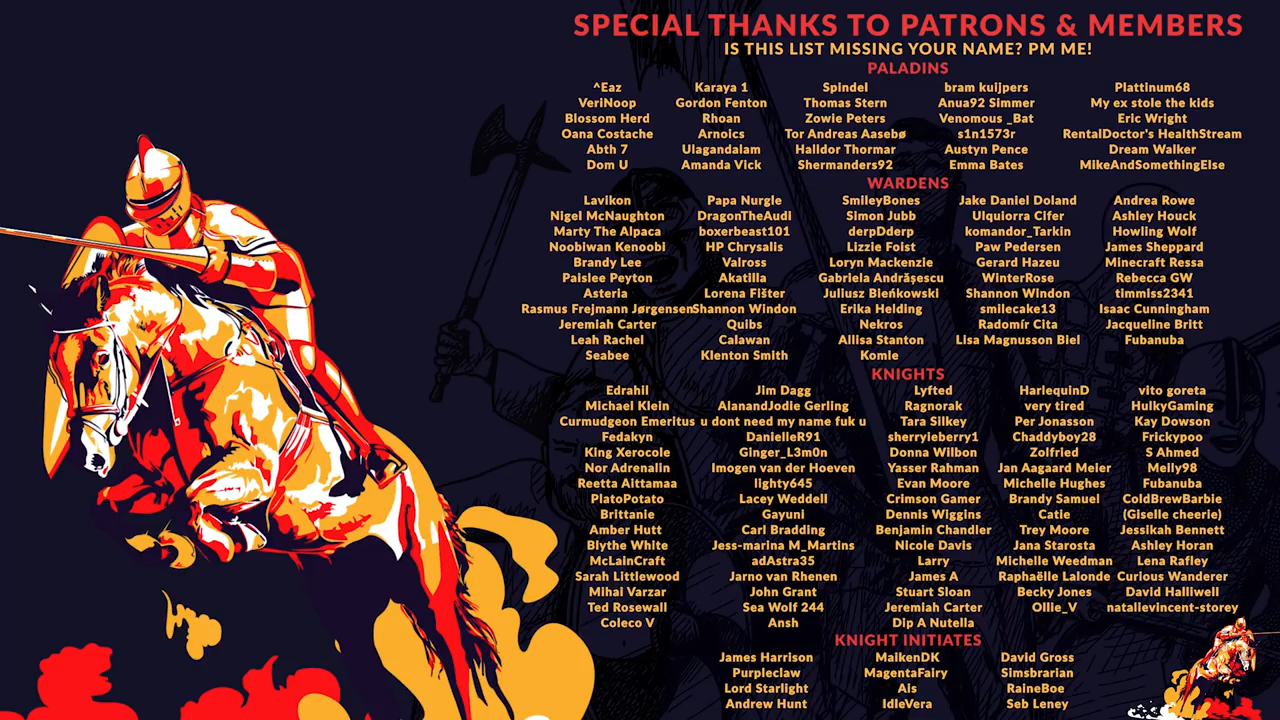 SPECIAL THANKS TO PATRONS & MEMBERS
IS THIS LIST MISSING YOUR NAME? PM ME!
PALADINS
^Eaz Karaya 1 Spindel bram kuijpers Plattinum68
VeriNoop Gordon Fenton Thomas Stern Anua92 Simmer My ex stole the kids
Blossom Herd Rhoan Zowie Peters Venomous _Bat Eric Wright
Oana Costache Arnoics Tor Andreas Aasebø s1n1573r RentalDoctor's HealthStream
Abth 7 Ulagandalam Halldor Thormar Austyn Pence Dream Walker
Dom U Amanda Vick Shermanders92 Emma Bates MikeAndSomethingElse
WARDENS
Lavikon Papa Nurgle SmileyBones Jake Daniel Doland Andrea Rowe
Nigel McNaughton DragonTheAudi Simon Jubb Ulquiorra Cifer Ashley Houck
Marty The Alpaca boxerbeast101 derpDderp komandor_Tarkin Howling Wolf
Noobiwan Kenoobi HP Chrysalis Lizzie Foist Paw Pedersen James Sheppard
Brandy Lee Valross Loryn Mackenzie Gerard Hazeu Minecraft Ressa
Paislee Peyton Akatilla Gabriela Andrășescu WinterRose Rebecca GW
Asteria Lorena Fišter Juliusz Bieńkowski Shannon Windon timmiss2341
Rasmus Frejmann Jørgensen Shannon Windon Erika Heiding smilecake13 Isaac Cunningham
Jeremiah Carter Quibs Nekros Radomír Cita Jacqueline Britt
Leah Rachel Calawan Allisa Stanton Lisa Magnusson Biel Fubanuba
Seabee Klenton Smith Komie
KNIGHTS
Edrahil Jim Dagg Lyfted HarlequinD vito goreta
Michael Klein AlanandJodie Gerling Ragnorak very tired HulkyGaming
Curmudgeon Emeritus u dont need my name fuk u Tara Silkey Per Jonasson Kay Dowson
Fedakyn DanielleR91 sherryleberry1 Chaddyboy28 Frickypoo
King Xerocole Ginger_L3m0n Donna Wilbon Zolfried S Ahmed
Nor Adrenalin Imogen van der Hoeven Yasser Rahman Jan Aagaard Meier Melly98
Reetta Aittamaa lighty645 Evan Moore Michelle Hughes Fubanuba
PlatoPotato Lacey Weddell Crimson Gamer Brandy Samuel ColdBrewBarbie
Brittanie Gayuni Dennis Wiggins Catie (Giselle cheerie)
Amber Hutt Carl Bradding Benjamin Chandler Trey Moore Jessikah Bennett
Blythe White Jess-marina M_Martins Nicole Davis Jana Starosta Ashley Horan
McLainCraft adAstra35 Larry Michelle Weedman Lena Rafley
Sarah Littlewood Jarno van Rhenen James A Raphaëlle Lalonde Curious Wanderer
Mihai Varzar John Grant Stuart Sloan Becky Jones David Halliwell
Ted Rosewall Sea Wolf 244 Jeremiah Carter Ollie_V natalievincent-storey
Coleco V Ansh Dip A Nutella
KNIGHT INITIATES
James Harrison MaikenDK David Gross
Purpleclaw MagentaFairy Simsbrarian
Lord Starlight Ais RaineBoe
Andrew Hunt IdleVera Seb Leney